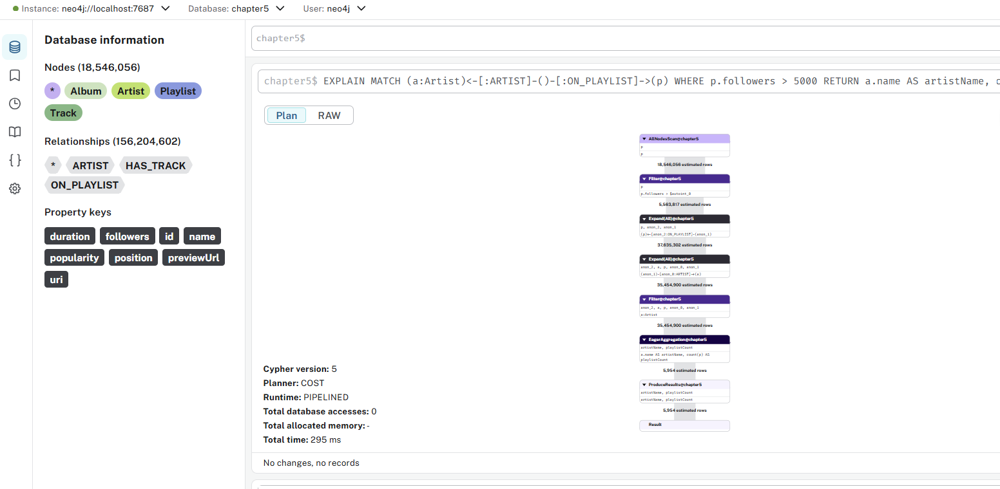 Instance: neo4j://localhost:7687 Database: chapter5 User: neo4j
Database information
Nodes (18,546,056)
* Album Artist Playlist
Track
Relationships (156,204,602)
* ARTIST HAS_TRACK
ON_PLAYLIST
Property keys
duration followers id name
popularity position previewUrl
uri
chapter5$
chapter5$ EXPLAIN MATCH (a:Artist)<-[:ARTIST]-()-[:ON_PLAYLIST]->(p) WHERE p.followers > 5000 RETURN a.name AS artistName, c
Plan RAW
AllNodesScan@chapter5
p
p
18,546,056 estimated rows
Filter@chapter5
p
p.followers > $autoint_0
5,563,817 estimated rows
Expand(All)@chapter5
p, anon_2, anon_1
(p)<-[anon_2:ON_PLAYLIST]-(anon_1)
37,635,302 estimated rows
Expand(All)@chapter5
anon_2, a, p, anon_0, anon_1
(anon_1)-[anon_0:ARTIST]->(a)
35,454,900 estimated rows
Filter@chapter5
anon_2, a, p, anon_0, anon_1
a:Artist
35,454,900 estimated rows
EagerAggregation@chapter5
artistName, playlistCount
a.name AS artistName, count(p) AS
playlistCount
5,954 estimated rows
ProduceResults@chapter5
artistName, playlistCount
artistName, playlistCount
5,954 estimated rows
Result
Cypher version: 5
Planner: COST
Runtime: PIPELINED
Total database accesses: 0
Total allocated memory: -
Total time: 295 ms
No changes, no records